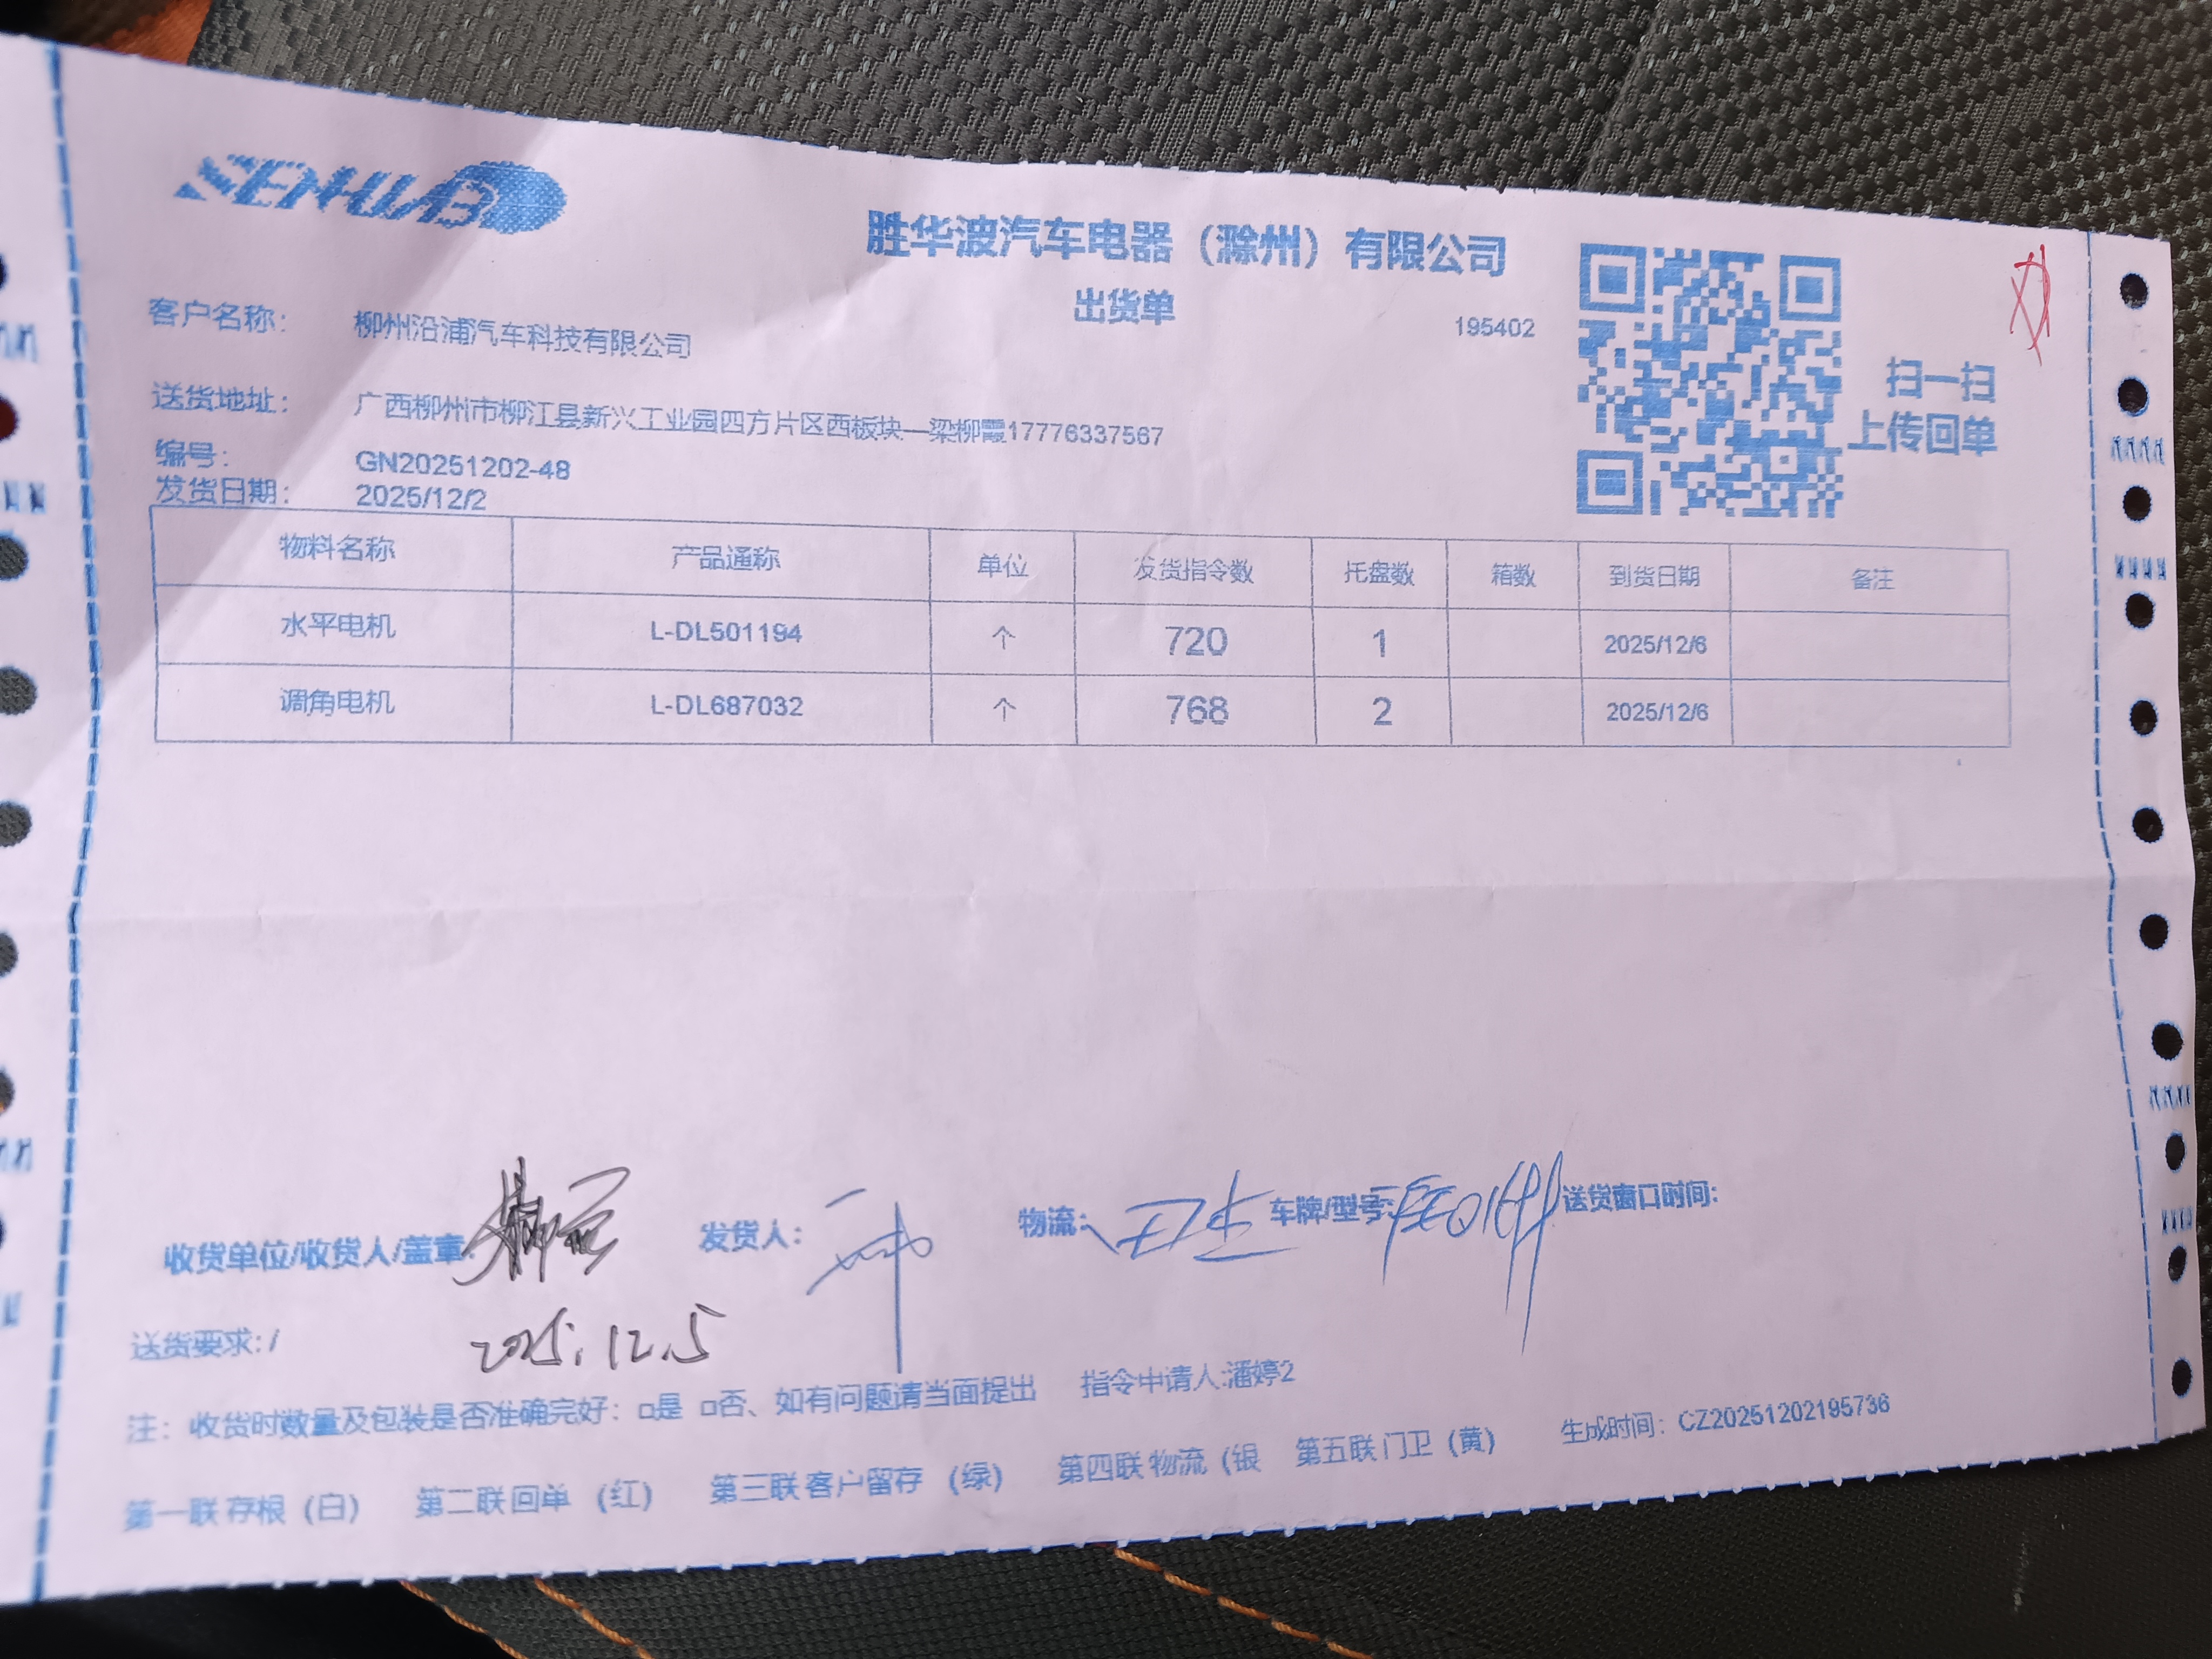 SENHUABO
胜华波汽车电器（滁州）有限公司
出货单
195402
扫一扫
上传回单
客户名称： 柳州沿浦汽车科技有限公司
送货地址： 广西柳州市柳江县新兴工业园四方片区西板块—梁柳霞17776337567
编号： GN20251202-48
发货日期： 2025/12/2
物料名称 产品通称 单位 发货指令数 托盘数 箱数 到货日期 备注
水平电机 L-DL501194 个 720 1 2025/12/6
调角电机 L-DL687032 个 768 2 2025/12/6
收货单位/收货人/盖章 发货人： 物流： 车牌/型号: 送货窗口时间:
送货要求: / 2025.12.5
注：收货时数量及包装是否准确完好：□是 □否、如有问题请当面提出 指令申请人:潘婷2
第一联存根（白） 第二联回单（红） 第三联客户留存（绿） 第四联物流（银 第五联门卫（黄） 生成时间：CZ20251202195736